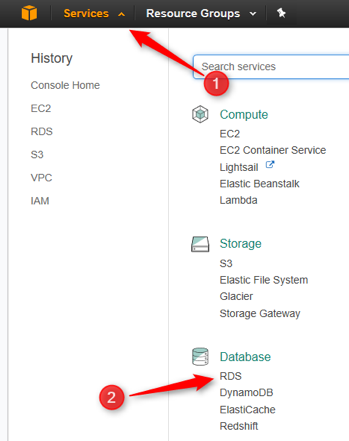 Services Resource Groups
History
Console Home
EC2
RDS
S3
VPC
IAM
Search services
1
Compute
EC2
EC2 Container Service
Lightsail
Elastic Beanstalk
Lambda
Storage
S3
Elastic File System
Glacier
Storage Gateway
Database
RDS
2
DynamoDB
ElastiCache
Redshift